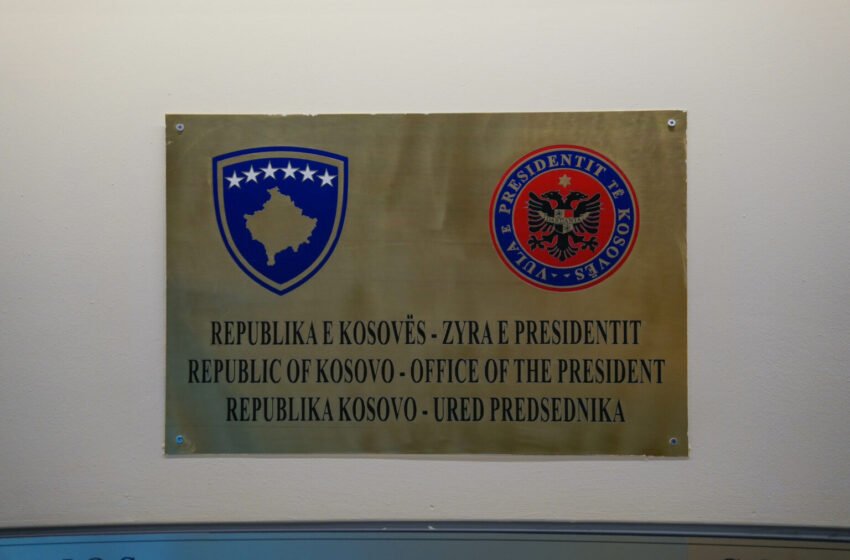 VULA E PRESIDENTIT TË KOSOVËS
DARDANIA
REPUBLIKA E KOSOVËS - ZYRA E PRESIDENTIT
REPUBLIC OF KOSOVO - OFFICE OF THE PRESIDENT
REPUBLIKA KOSOVO - URED PREDSEDNIKA